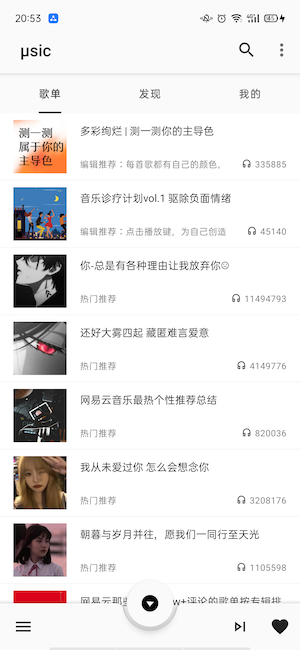 20:53
μsic
歌单
发现
我的
测一测
属于你的
主导色
多彩绚烂 | 测一测你的主导色
编辑推荐：每首歌都有自己的颜色，
335885
音乐诊疗计划vol.1 驱除负面情绪
编辑推荐：点击播放键，为自己创造
45140
你-总是有各种理由让我放弃你☹
热门推荐
11494793
还好大雾四起 藏匿难言爱意
热门推荐
4149776
网易云音乐最热个性推荐总结
热门推荐
820036
我从未爱过你 怎么会想念你
热门推荐
3208176
朝暮与岁月并往，愿我们一同行至天光
热门推荐
1105598
网易云那些
w+评论的歌单按专辑排